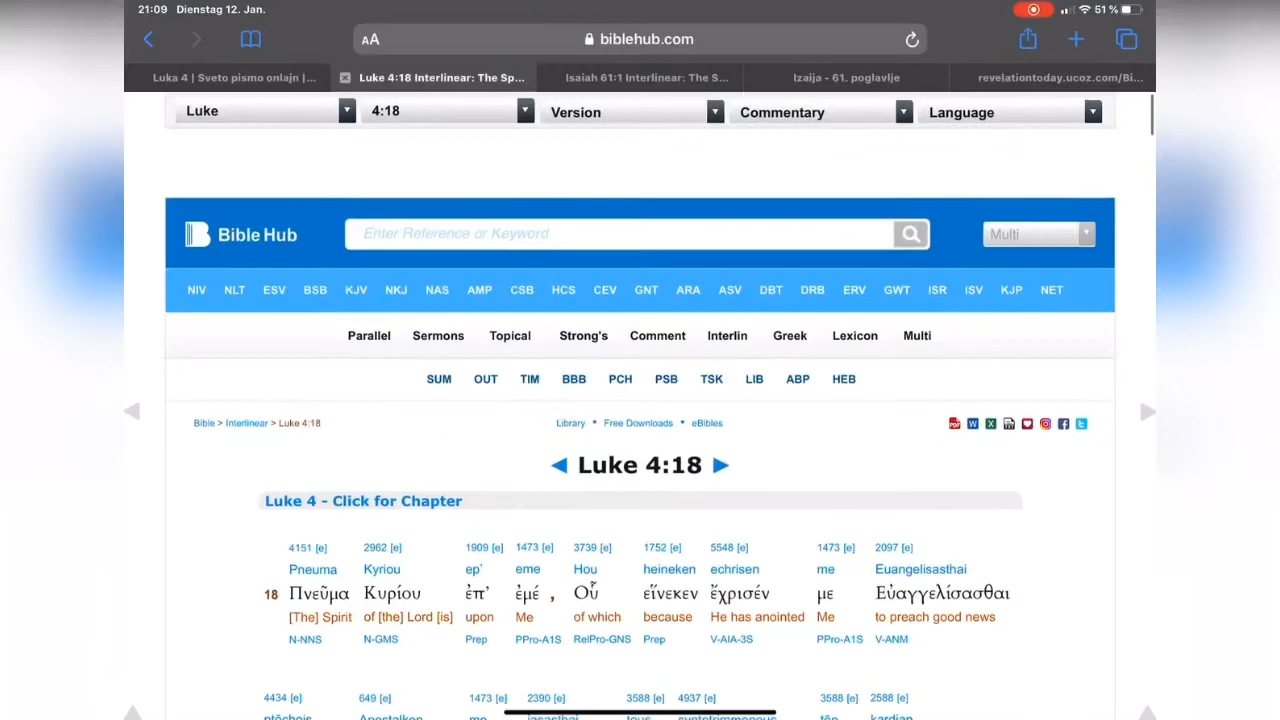 21:09 Dienstag 12. Jan. 51 %
AA biblehub.com
Luka 4 | Sveto pismo onlajn |... Luke 4:18 Interlinear: The Sp... Isaiah 61:1 Interlinear: The S... Izaija - 61. poglavlje revelationtoday.ucoz.com/Bi...
Luke 4:18 Version Commentary Language
Bible Hub Enter Reference or Keyword Multi
NIV NLT ESV BSB KJV NKJ NAS AMP CSB HCS CEV GNT ARA ASV DBT DRB ERV GWT ISR ISV KJP NET
Parallel Sermons Topical Strong's Comment Interlin Greek Lexicon Multi
SUM OUT TIM BBB PCH PSB TSK LIB ABP HEB
Bible > Interlinear > Luke 4:18 Library • Free Downloads • eBibles
◄ Luke 4:18 ►
Luke 4 - Click for Chapter
4151 [e] 2962 [e] 1909 [e] 1473 [e] 3739 [e] 1752 [e] 5548 [e] 1473 [e] 2097 [e]
Pneuma Kyriou ep' eme Hou heineken echrisen me Euangelisasthai
18 Πνεῦμα Κυρίου ἐπ' ἐμέ , Οὗ εἵνεκεν ἔχρισέν με Εὐαγγελίσασθαι
[The] Spirit of [the] Lord [is] upon Me of which because He has anointed Me to preach good news
N-NNS N-GMS Prep PPro-A1S RelPro-GNS Prep V-AIA-3S PPro-A1S V-ANM
4434 [e] 649 [e] 1473 [e] 2390 [e] 3588 [e] 4937 [e] 3588 [e] 2588 [e]
ptōchois Apestalken me iasasthai tous syntetrimmenous tēn kardian